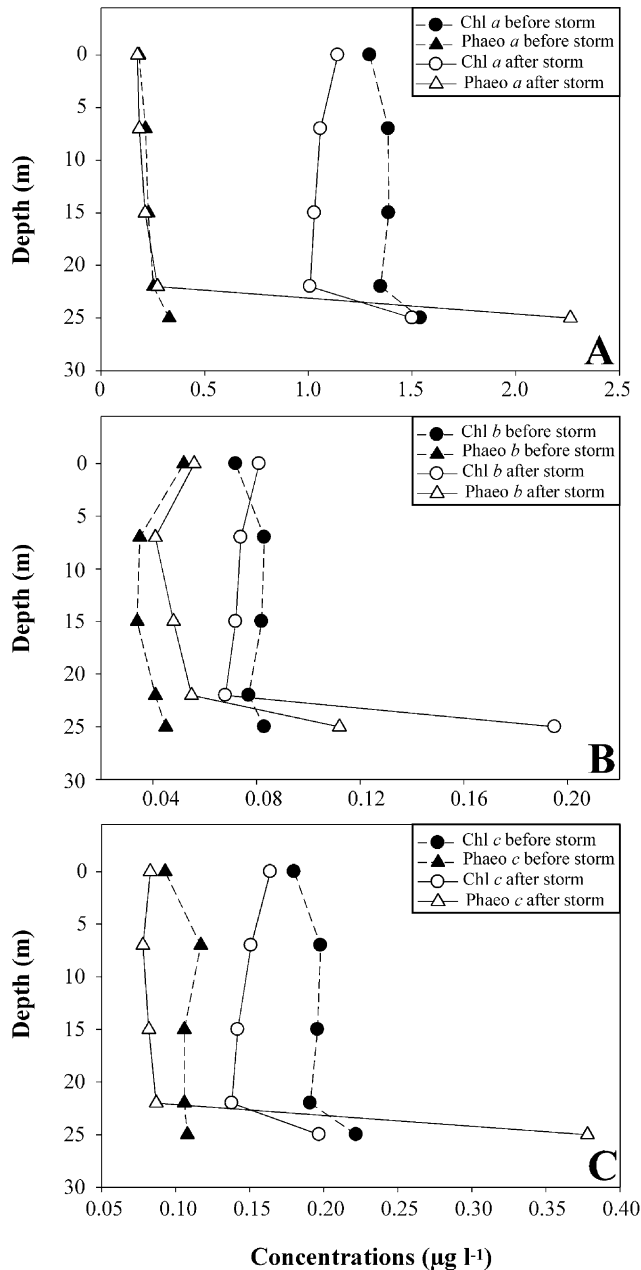 Chl a before storm
Phaeo a before storm
Chl a after storm
Phaeo a after storm
0
5
10
15
20
25
30
Depth (m)
A
0
0.5
1.0
1.5
2.0
2.5
Chl b before storm
Phaeo b before storm
Chl b after storm
Phaeo b after storm
0
5
10
15
20
25
30
Depth (m)
B
0.04
0.08
0.12
0.16
0.20
Chl c before storm
Phaeo c before storm
Chl c after storm
Phaeo c after storm
0
5
10
15
20
25
30
Depth (m)
C
0.05
0.10
0.15
0.20
0.25
0.30
0.35
0.40
Concentrations (µg l-1)